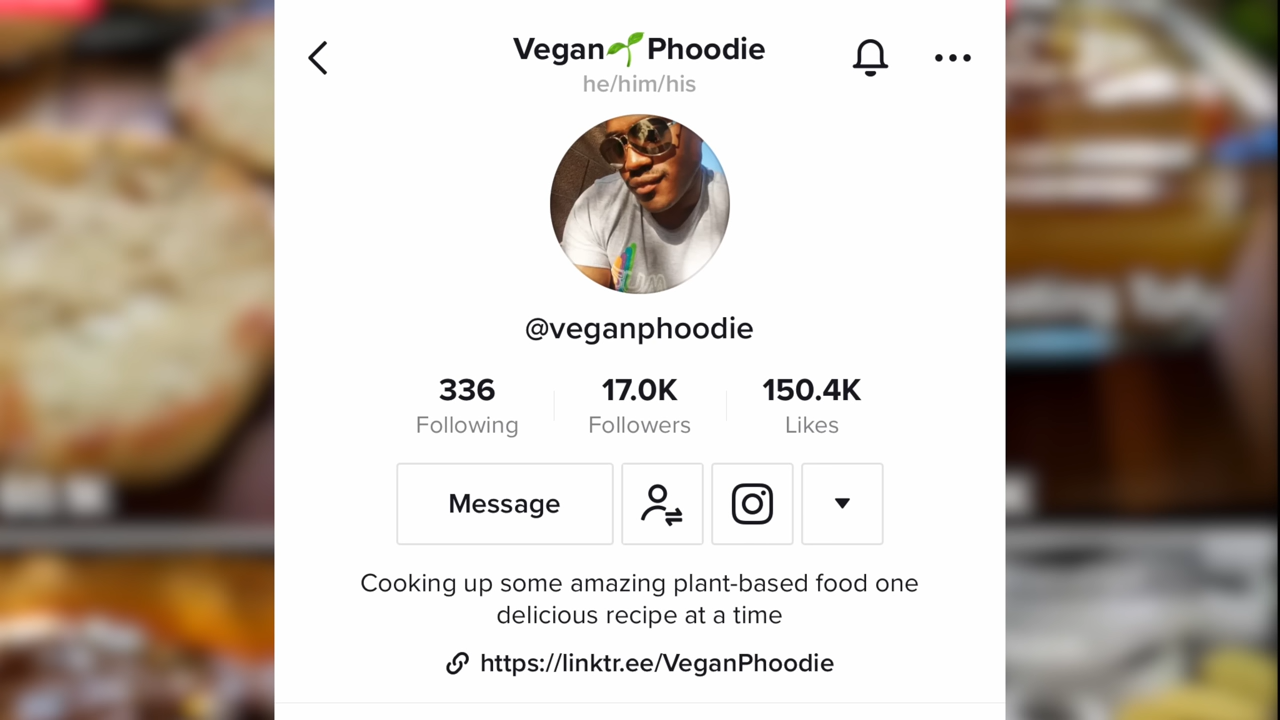 Vegan🌱Phoodie
he/him/his
@veganphoodie
336 17.0K 150.4K
Following Followers Likes
Message
Cooking up some amazing plant-based food one
delicious recipe at a time
https://linktr.ee/VeganPhoodie